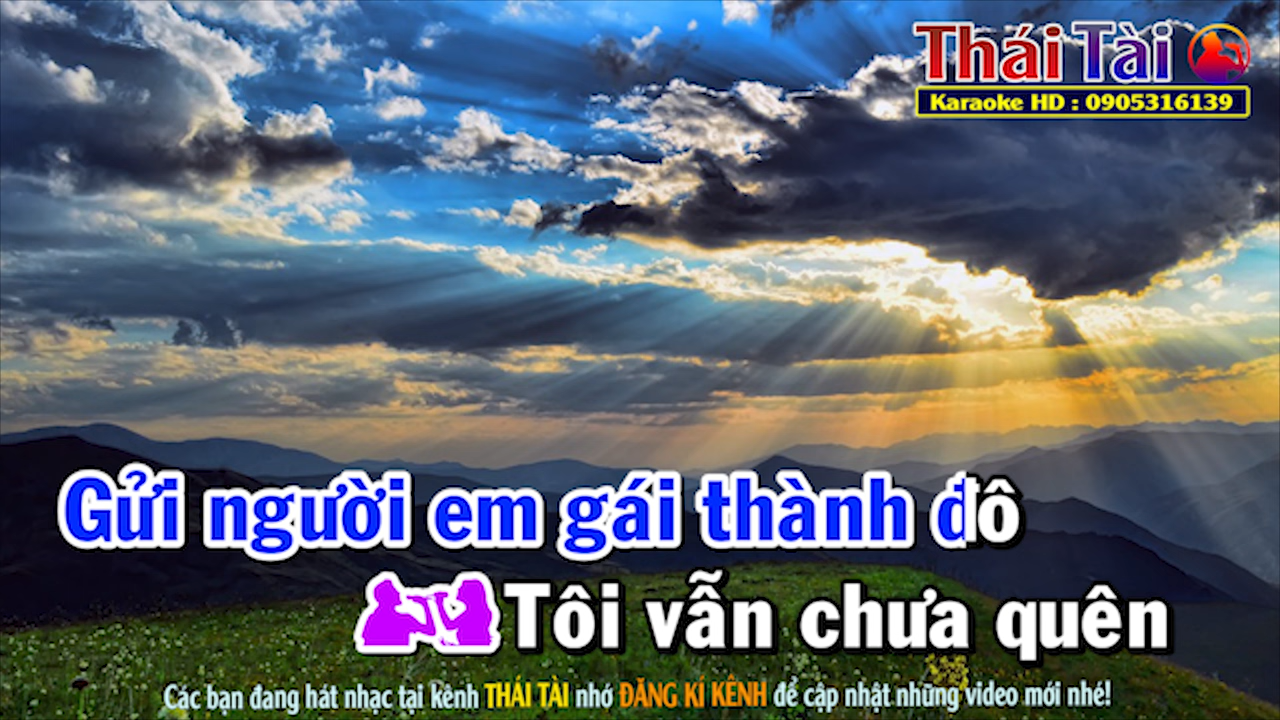 Thái Tài
Karaoke HD : 0905316139
Gửi người em gái thành đô
Tôi vẫn chưa quên
Các bạn đang hát nhạc tại kênh THÁI TÀI nhớ ĐĂNG KÍ KÊNH để cập nhật những video mới nhé!